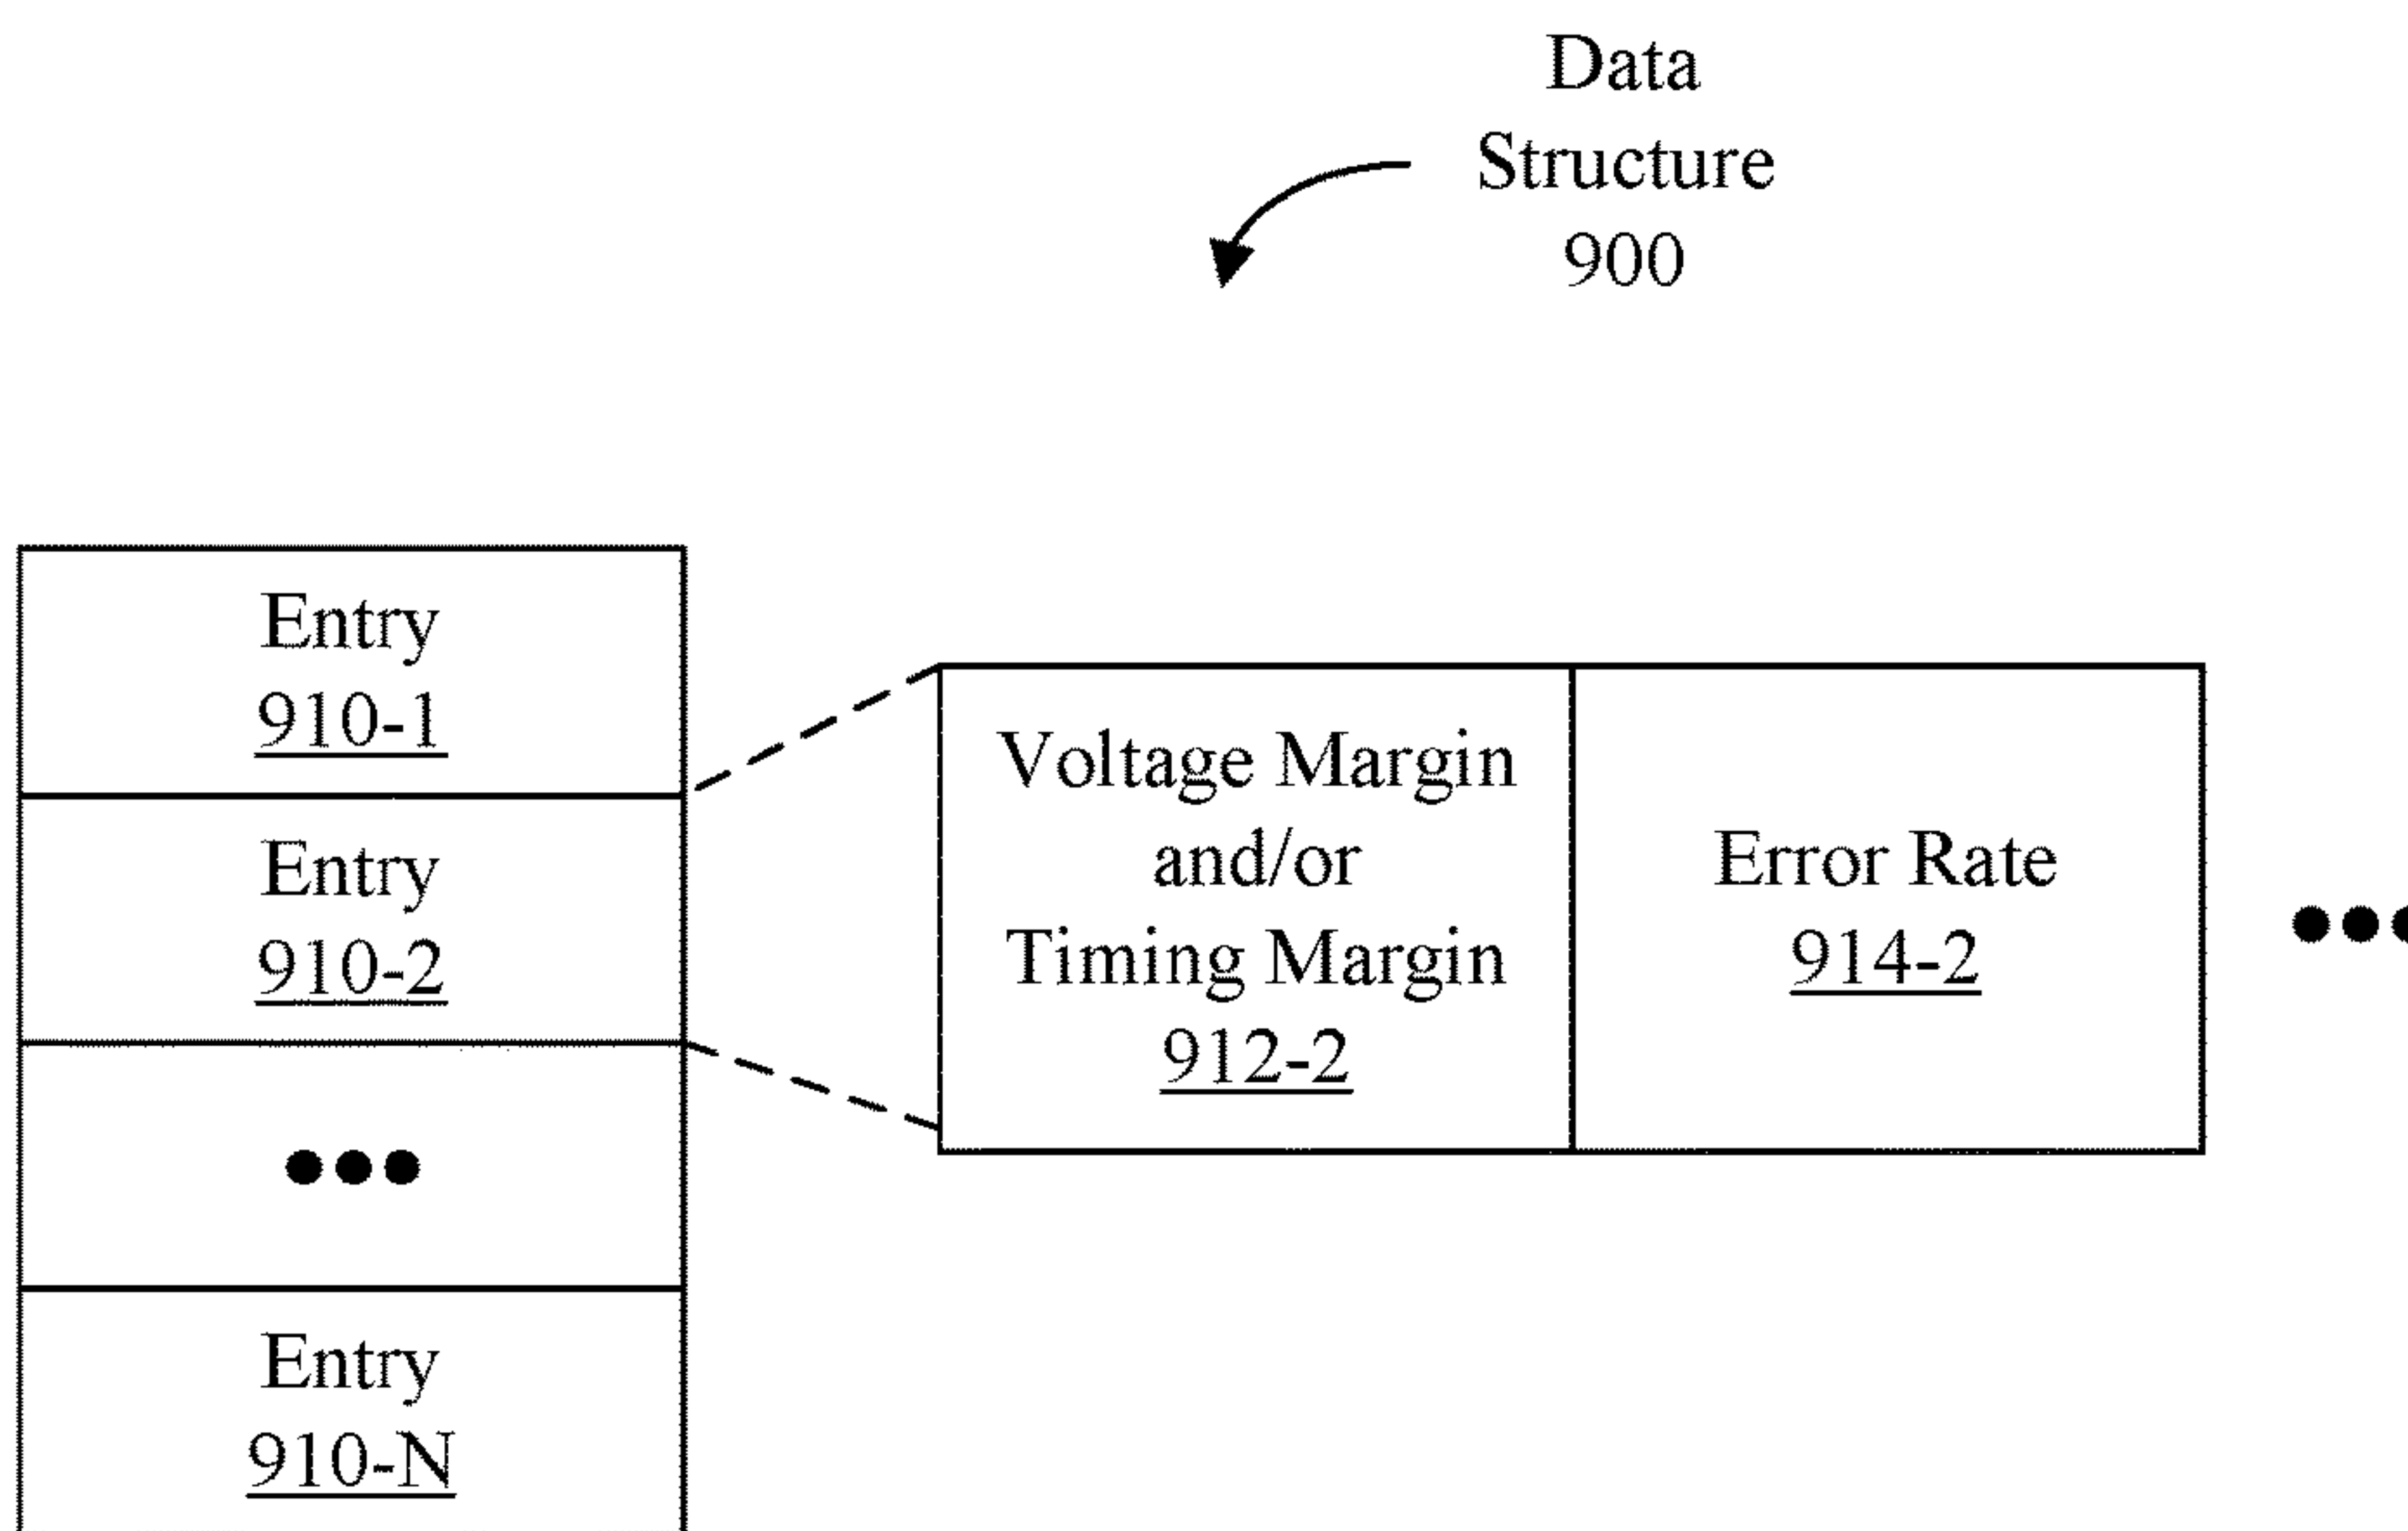 Data
Structure
900
Entry
910-1
Entry
910-2
●●●
Entry
910-N
Voltage Margin
and/or
Timing Margin
912-2
Error Rate
914-2
●●●